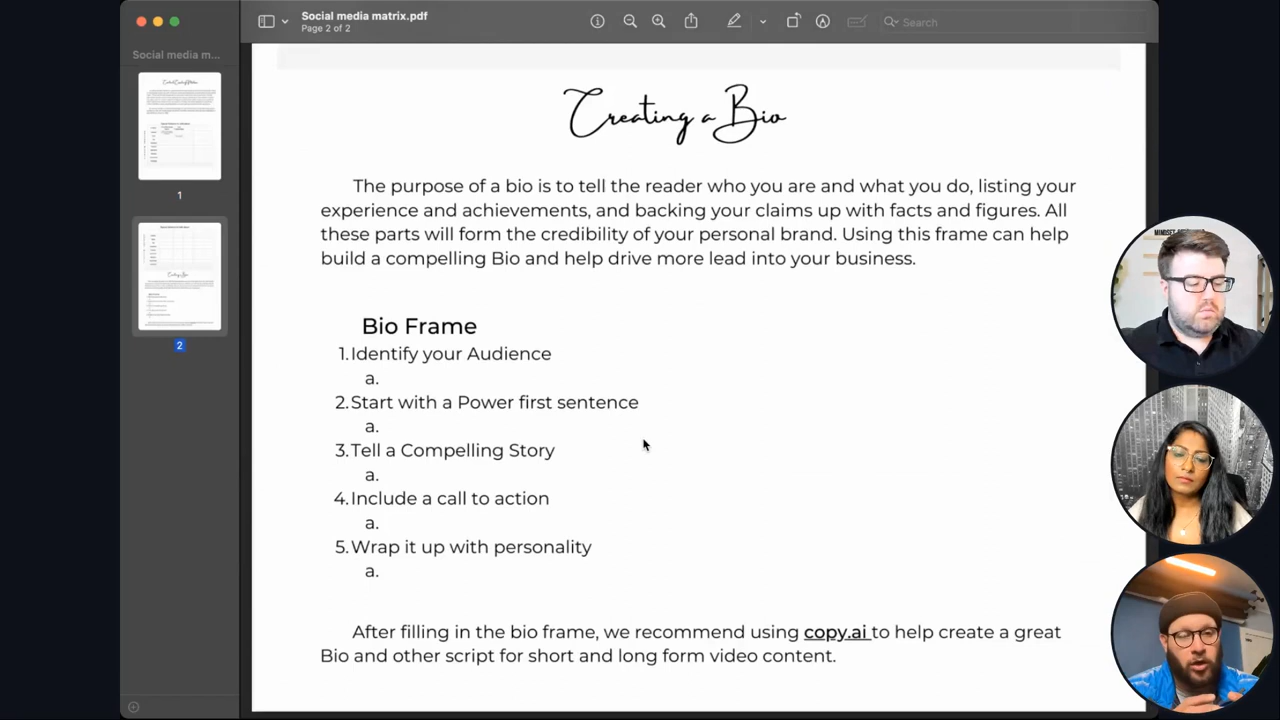 Social media matrix.pdf
Page 2 of 2
Search
Social media m...
1
2
Creating a Bio
The purpose of a bio is to tell the reader who you are and what you do, listing your
experience and achievements, and backing your claims up with facts and figures. All
these parts will form the credibility of your personal brand. Using this frame can help
build a compelling Bio and help drive more lead into your business.
Bio Frame
1. Identify your Audience
a.
2. Start with a Power first sentence
a.
3. Tell a Compelling Story
a.
4. Include a call to action
a.
5. Wrap it up with personality
a.
After filling in the bio frame, we recommend using copy.ai to help create a great
Bio and other script for short and long form video content.